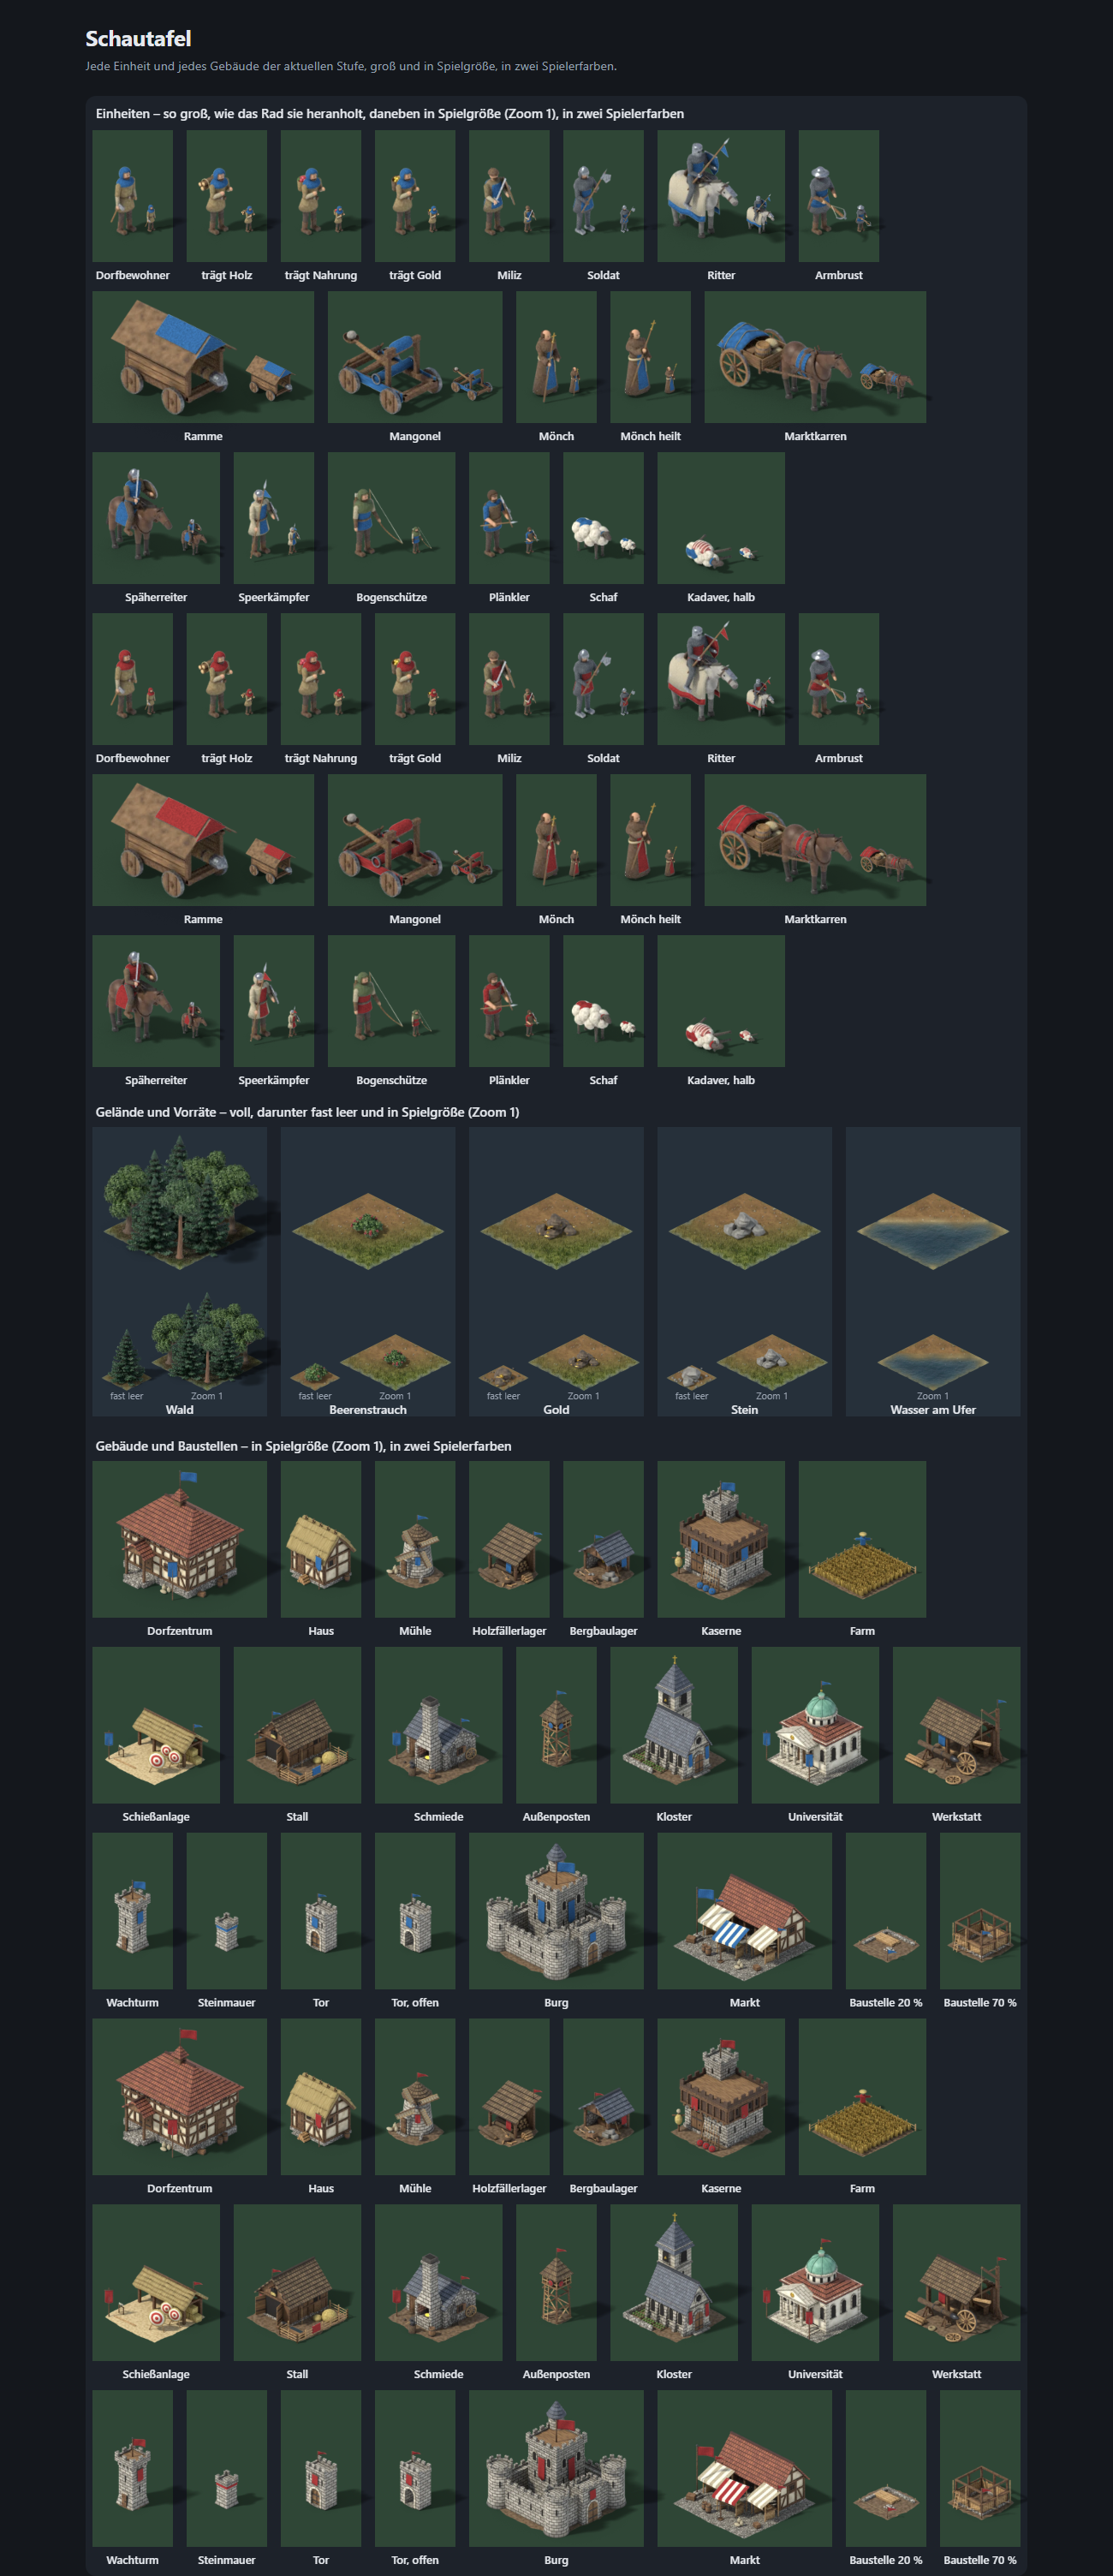 Schautafel
Jede Einheit und jedes Gebäude der aktuellen Stufe, groß und in Spielgröße, in zwei Spielerfarben.
Einheiten – so groß, wie das Rad sie heranholt, daneben in Spielgröße (Zoom 1), in zwei Spielerfarben
Dorfbewohner trägt Holz trägt Nahrung trägt Gold Miliz Soldat Ritter Armbrust
Ramme Mangonel Mönch Mönch heilt Marktkarren
Späherreiter Speerkämpfer Bogenschütze Plänkler Schaf Kadaver, halb
Dorfbewohner trägt Holz trägt Nahrung trägt Gold Miliz Soldat Ritter Armbrust
Ramme Mangonel Mönch Mönch heilt Marktkarren
Späherreiter Speerkämpfer Bogenschütze Plänkler Schaf Kadaver, halb
Gelände und Vorräte – voll, darunter fast leer und in Spielgröße (Zoom 1)
fast leer Zoom 1 fast leer Zoom 1 fast leer Zoom 1 fast leer Zoom 1 Zoom 1
Wald Beerenstrauch Gold Stein Wasser am Ufer
Gebäude und Baustellen – in Spielgröße (Zoom 1), in zwei Spielerfarben
Dorfzentrum Haus Mühle Holzfällerlager Bergbaulager Kaserne Farm
Schießanlage Stall Schmiede Außenposten Kloster Universität Werkstatt
Wachturm Steinmauer Tor Tor, offen Burg Markt Baustelle 20 % Baustelle 70 %
Dorfzentrum Haus Mühle Holzfällerlager Bergbaulager Kaserne Farm
Schießanlage Stall Schmiede Außenposten Kloster Universität Werkstatt
Wachturm Steinmauer Tor Tor, offen Burg Markt Baustelle 20 % Baustelle 70 %